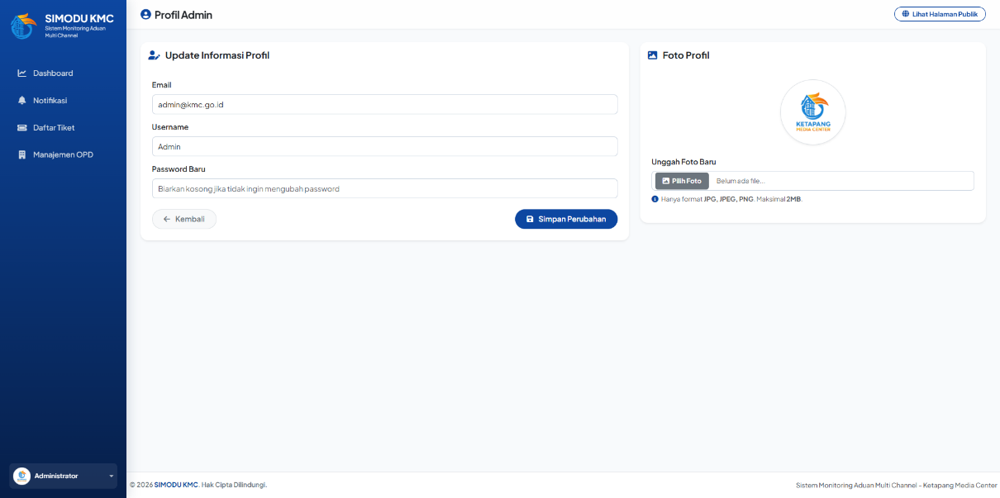 SIMODU KMC
Sistem Monitoring Aduan
Multi Channel
Dashboard
Notifikasi
Daftar Tiket
Manajemen OPD
Administrator
Profil Admin
Lihat Halaman Publik
Update Informasi Profil
Email
admin@kmc.go.id
Username
Admin
Password Baru
Biarkan kosong jika tidak ingin mengubah password
Kembali
Simpan Perubahan
Foto Profil
KETAPANG
MEDIA CENTER
Unggah Foto Baru
Pilih Foto
Belum ada file...
Hanya format JPG, JPEG, PNG. Maksimal 2MB.
© 2026 SIMODU KMC. Hak Cipta Dilindungi.
Sistem Monitoring Aduan Multi Channel - Ketapang Media Center